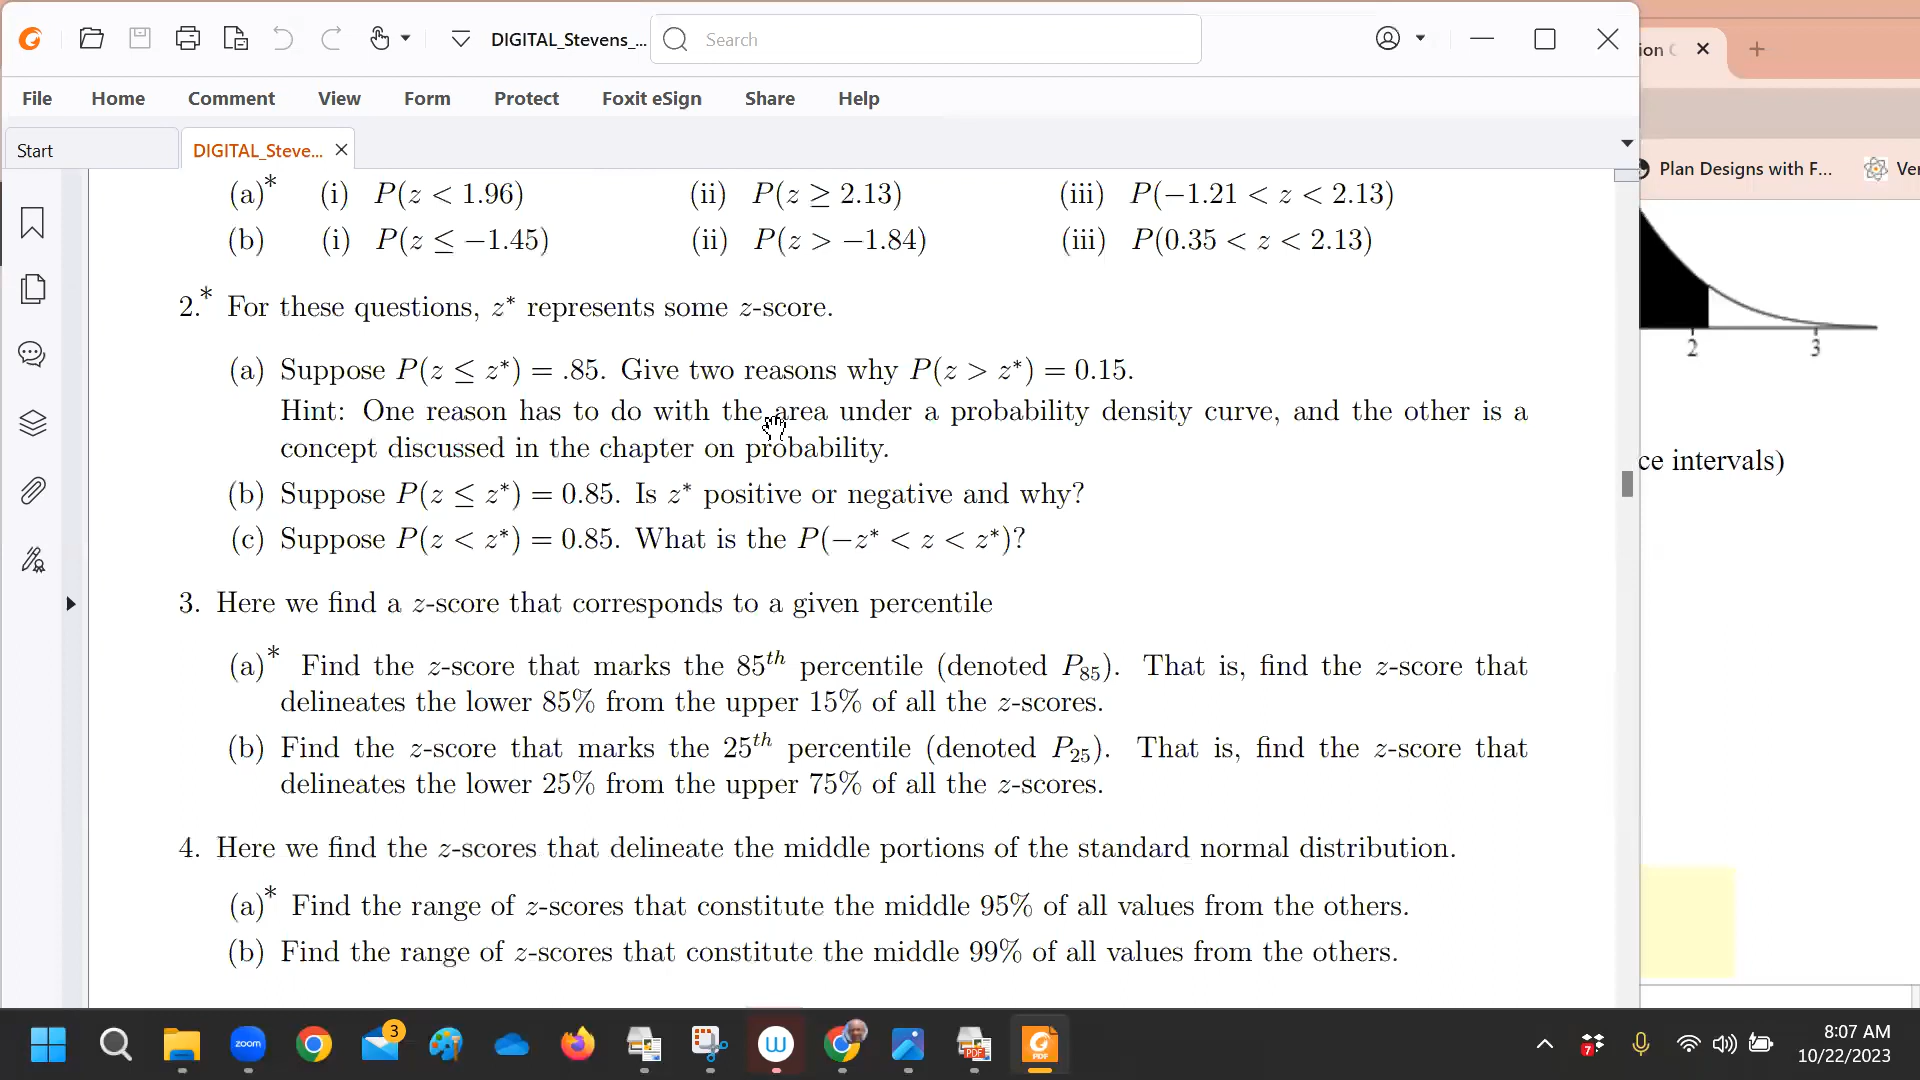 DIGITAL_Stevens_...
Search
ion
File Home Comment View Form Protect Foxit eSign Share Help
Start
DIGITAL_Steve...
Plan Designs with F...
Ver
(a)* (i) P(z < 1.96) (ii) P(z ≥ 2.13) (iii) P(−1.21 < z < 2.13)
(b) (i) P(z ≤ −1.45) (ii) P(z > −1.84) (iii) P(0.35 < z < 2.13)
2.* For these questions, z* represents some z-score.
2 3
(a) Suppose P(z ≤ z*) = .85. Give two reasons why P(z > z*) = 0.15.
Hint: One reason has to do with the area under a probability density curve, and the other is a
concept discussed in the chapter on probability.
ce intervals)
(b) Suppose P(z ≤ z*) = 0.85. Is z* positive or negative and why?
(c) Suppose P(z < z*) = 0.85. What is the P(−z* < z < z*)?
3. Here we find a z-score that corresponds to a given percentile
(a)* Find the z-score that marks the 85th percentile (denoted P85). That is, find the z-score that
delineates the lower 85% from the upper 15% of all the z-scores.
(b) Find the z-score that marks the 25th percentile (denoted P25). That is, find the z-score that
delineates the lower 25% from the upper 75% of all the z-scores.
4. Here we find the z-scores that delineate the middle portions of the standard normal distribution.
(a)* Find the range of z-scores that constitute the middle 95% of all values from the others.
(b) Find the range of z-scores that constitute the middle 99% of all values from the others.
zoom
3
W
PDF
PDF
7
8:07 AM
10/22/2023